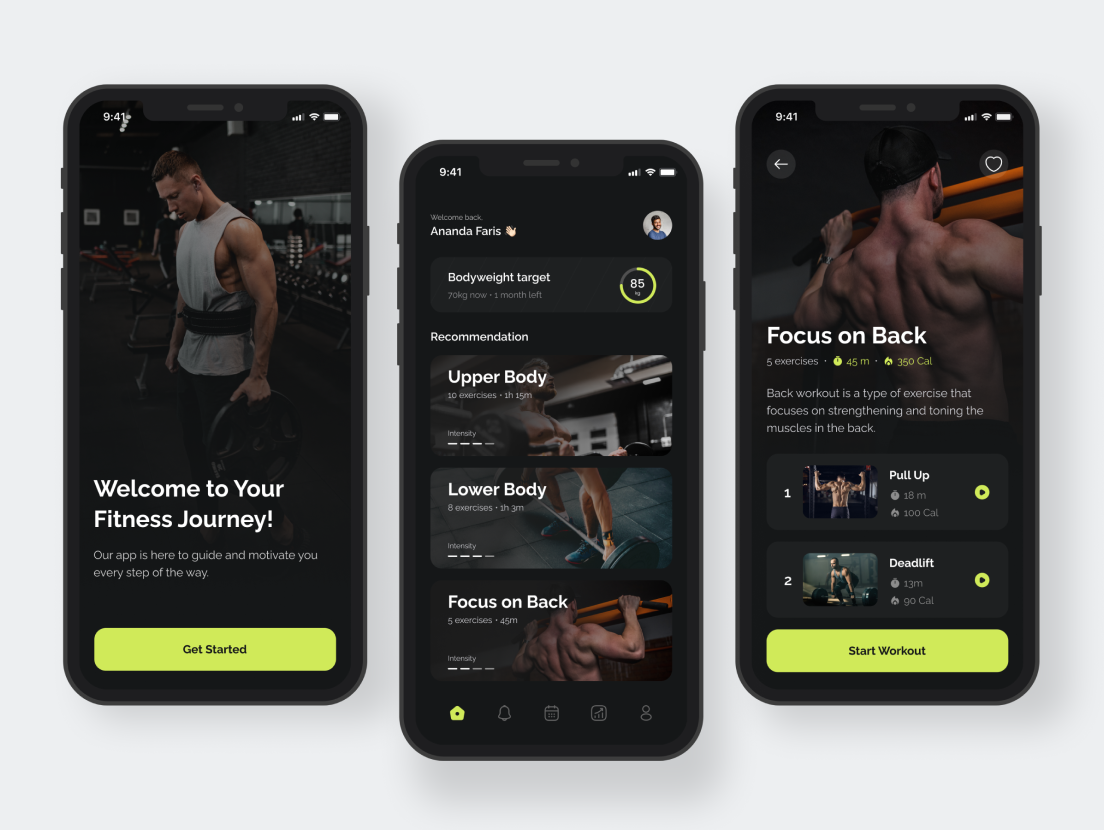 9:41
Welcome to Your
Fitness Journey!
Our app is here to guide and motivate you
every step of the way.
Get Started
9:41
Welcome back,
Ananda Faris 👋🏻
Bodyweight target
70kg now • 1 month left
85
kg
Recommendation
Upper Body
10 exercises • 1h 15m
Intensity
Lower Body
8 exercises • 1h 3m
Intensity
Focus on Back
5 exercises • 45m
Intensity
9:41
Focus on Back
5 exercises • 45 m • 350 Cal
Back workout is a type of exercise that
focuses on strengthening and toning the
muscles in the back.
1
Pull Up
18 m
100 Cal
2
Deadlift
13m
90 Cal
Start Workout